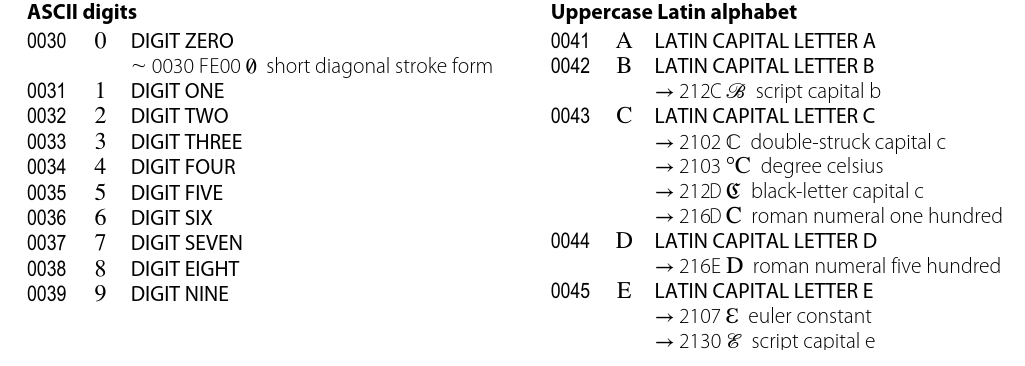 ASCII digits
0030 0 DIGIT ZERO
~ 0030 FE00 0︀ short diagonal stroke form
0031 1 DIGIT ONE
0032 2 DIGIT TWO
0033 3 DIGIT THREE
0034 4 DIGIT FOUR
0035 5 DIGIT FIVE
0036 6 DIGIT SIX
0037 7 DIGIT SEVEN
0038 8 DIGIT EIGHT
0039 9 DIGIT NINE
Uppercase Latin alphabet
0041 A LATIN CAPITAL LETTER A
0042 B LATIN CAPITAL LETTER B
→ 212C ℬ script capital b
0043 C LATIN CAPITAL LETTER C
→ 2102 ℂ double-struck capital c
→ 2103 ℃ degree celsius
→ 212D ℭ black-letter capital c
→ 216D Ⅽ roman numeral one hundred
0044 D LATIN CAPITAL LETTER D
→ 216E Ⅾ roman numeral five hundred
0045 E LATIN CAPITAL LETTER E
→ 2107 ℇ euler constant
→ 2130 ℰ script capital e